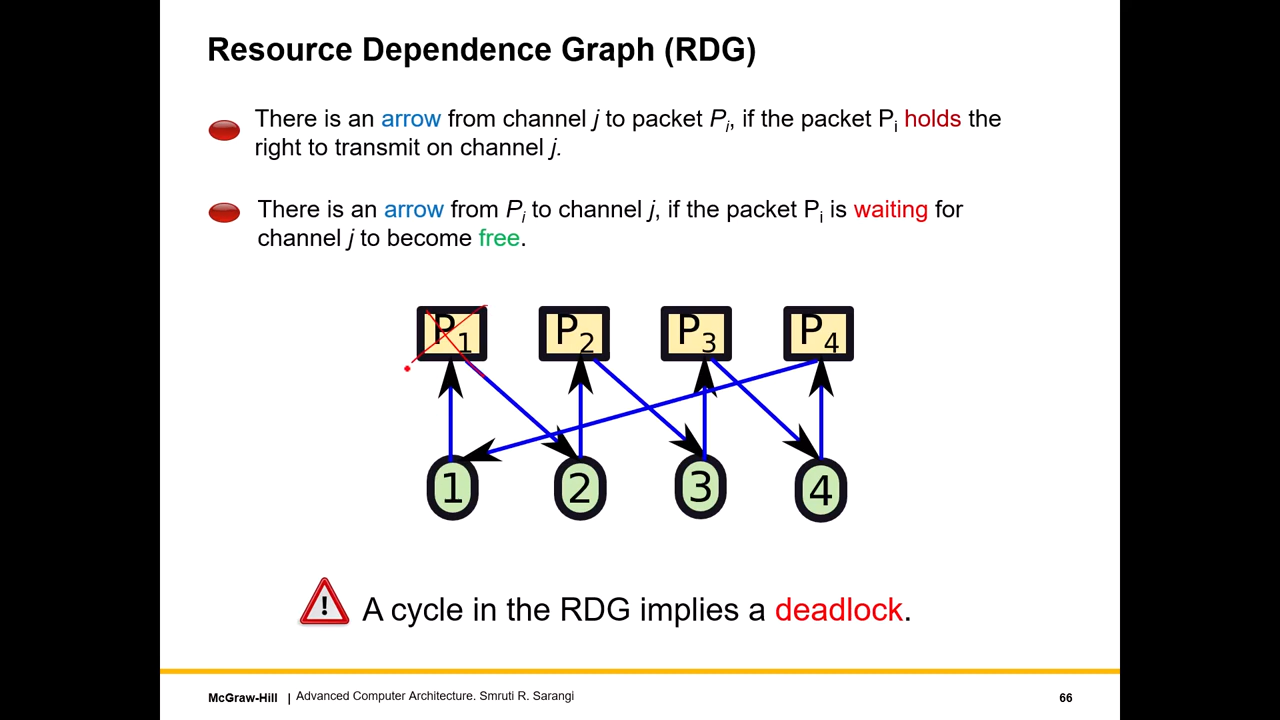 Resource Dependence Graph (RDG)
There is an arrow from channel j to packet Pi, if the packet Pi holds the
right to transmit on channel j.
There is an arrow from Pi to channel j, if the packet Pi is waiting for
channel j to become free.
P1 P2 P3 P4
1 2 3 4
! A cycle in the RDG implies a deadlock.
McGraw-Hill | Advanced Computer Architecture. Smruti R. Sarangi 66